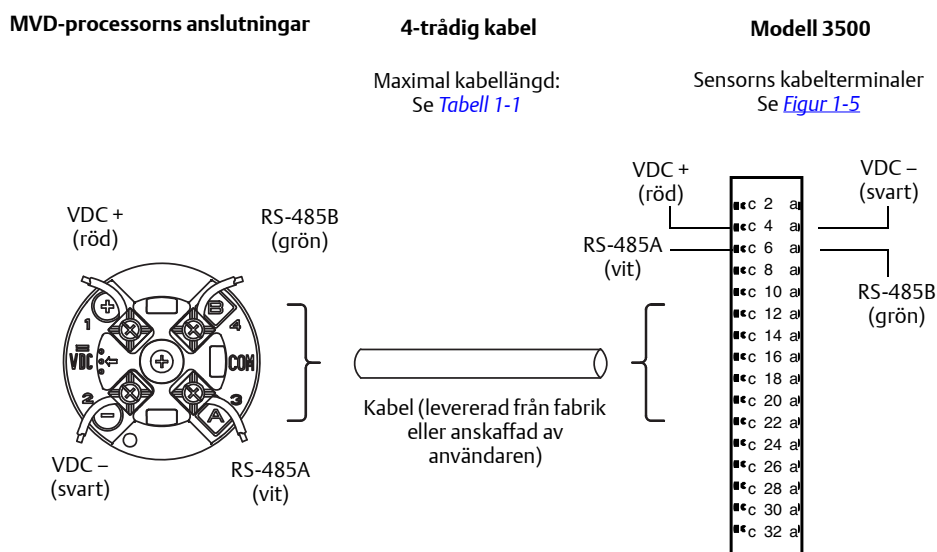 MVD-processorns anslutningar
4-trådig kabel
Modell 3500
Maximal kabellängd:
Se Tabell 1-1
Sensorns kabelterminaler
Se Figur 1-5
VDC +
(röd)
RS-485B
(grön)
1
+
B
4
VDC
COM
2
–
A
3
+
VDC –
(svart)
RS-485A
(vit)
Kabel (levererad från fabrik
eller anskaffad av
användaren)
VDC +
(röd)
VDC –
(svart)
RS-485A
(vit)
RS-485B
(grön)
c 2 a
c 4 a
c 6 a
c 8 a
c 10 a
c 12 a
c 14 a
c 16 a
c 18 a
c 20 a
c 22 a
c 24 a
c 26 a
c 28 a
c 30 a
c 32 a